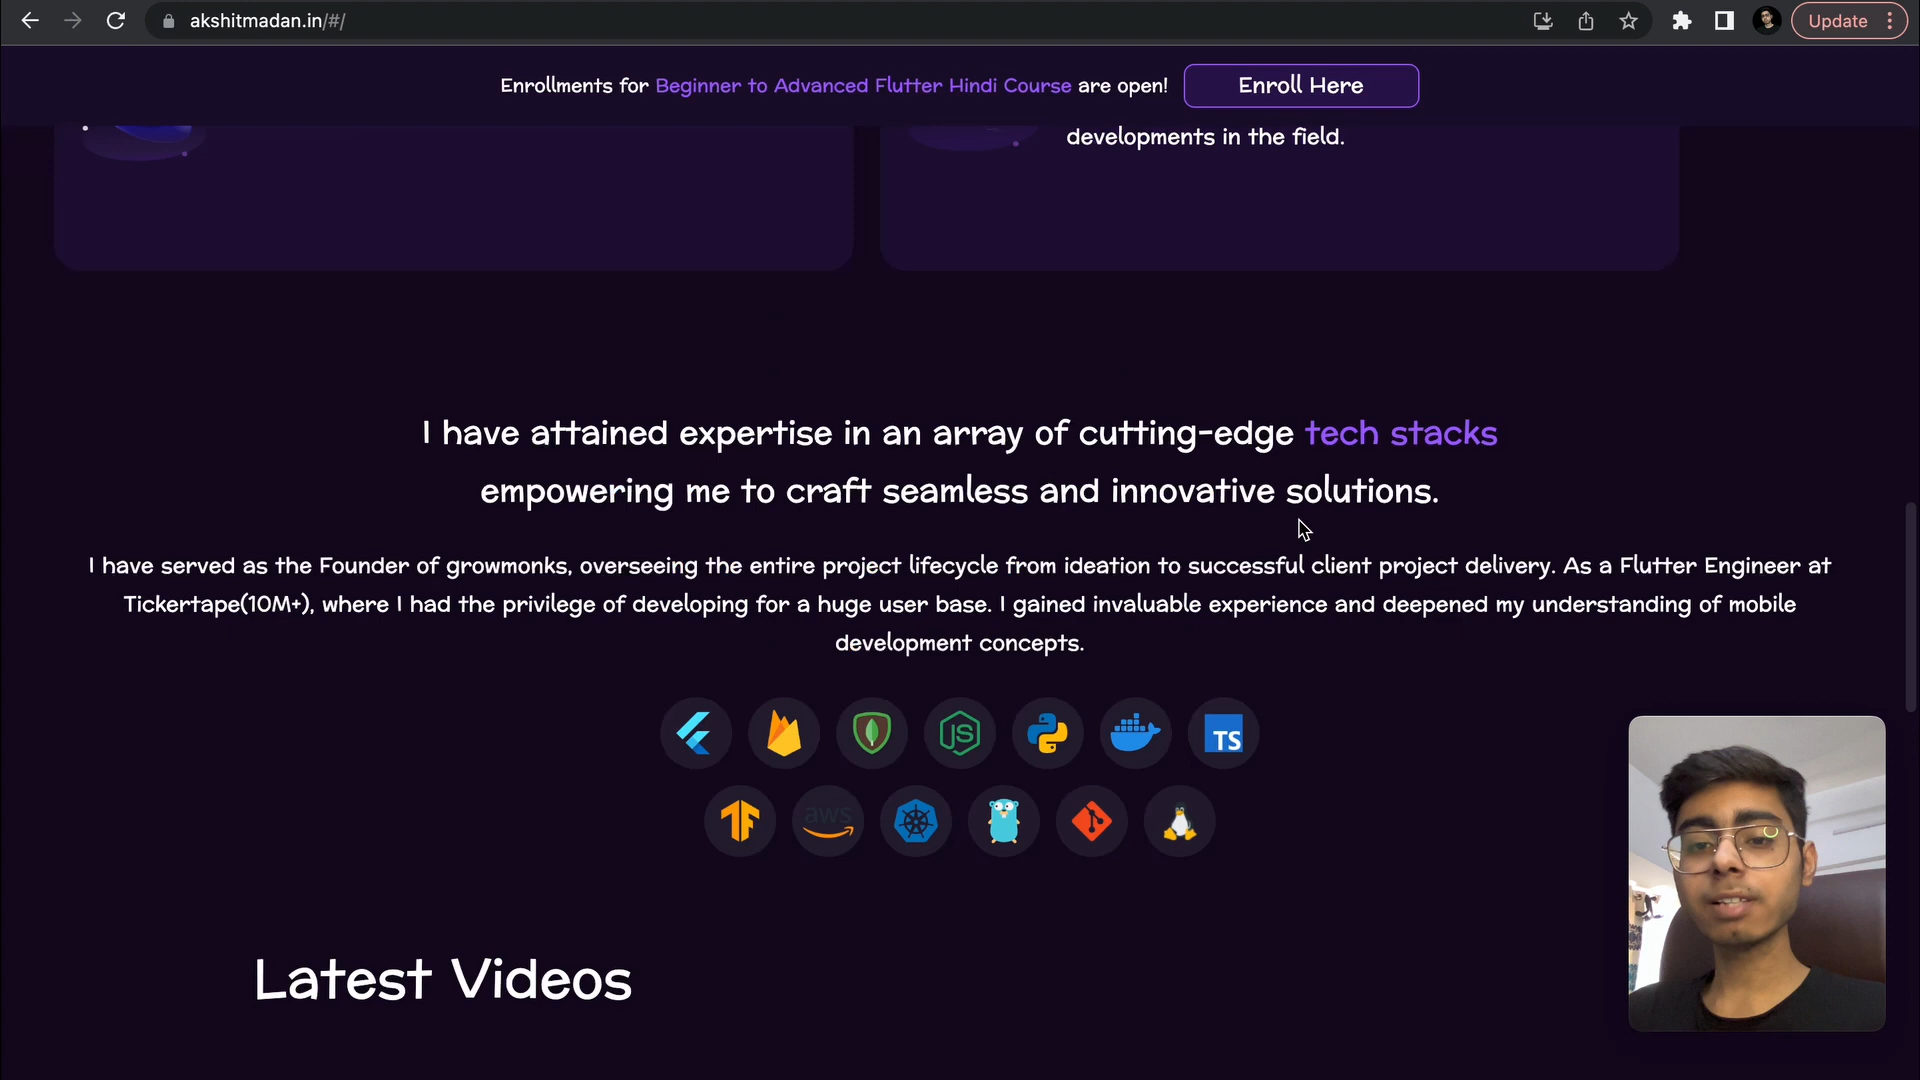 akshitmadan.in/#/
Update
Enrollments for Beginner to Advanced Flutter Hindi Course are open!
Enroll Here
developments in the field.
I have attained expertise in an array of cutting-edge tech stacks
empowering me to craft seamless and innovative solutions.
I have served as the Founder of growmonks, overseeing the entire project lifecycle from ideation to successful client project delivery. As a Flutter Engineer at
Tickertape(10M+), where I had the privilege of developing for a huge user base. I gained invaluable experience and deepened my understanding of mobile
development concepts.
JS
TS
aws
Latest Videos